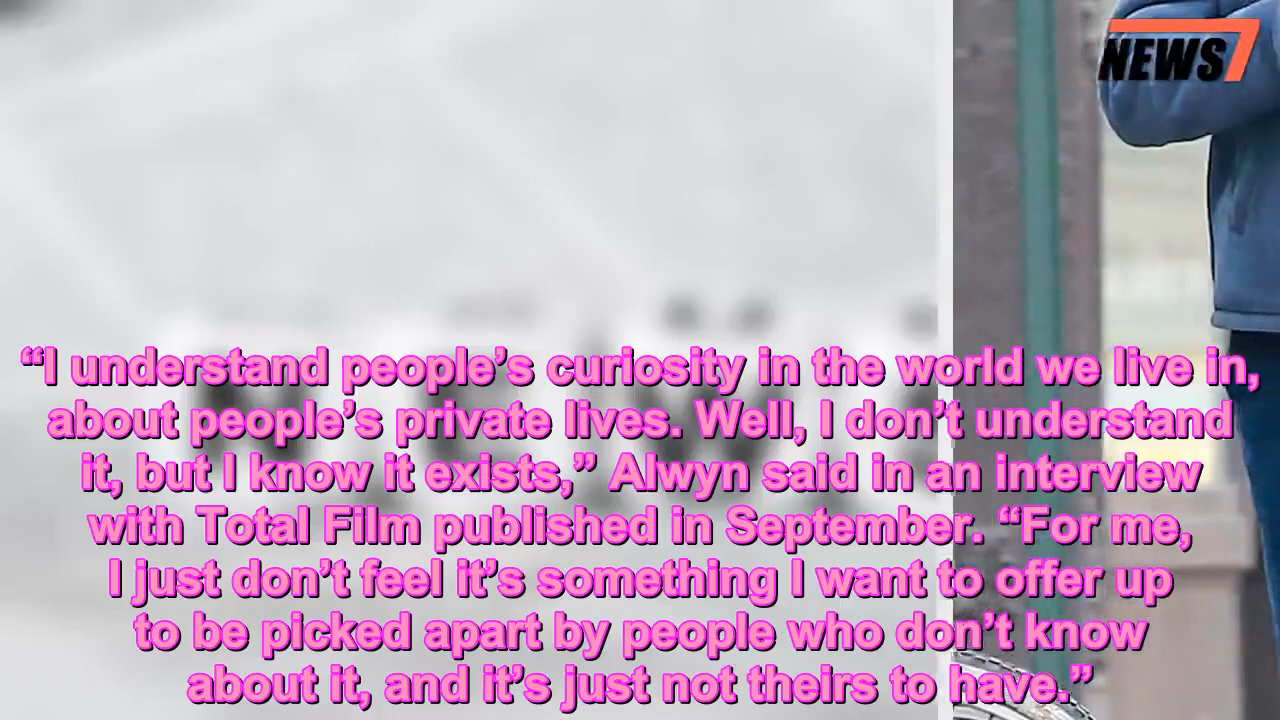 NEWS7
“I understand people’s curiosity in the world we live in,
about people’s private lives. Well, I don’t understand
it, but I know it exists,” Alwyn said in an interview
with Total Film published in September. “For me,
I just don’t feel it’s something I want to offer up
to be picked apart by people who don’t know
about it, and it’s just not theirs to have.”